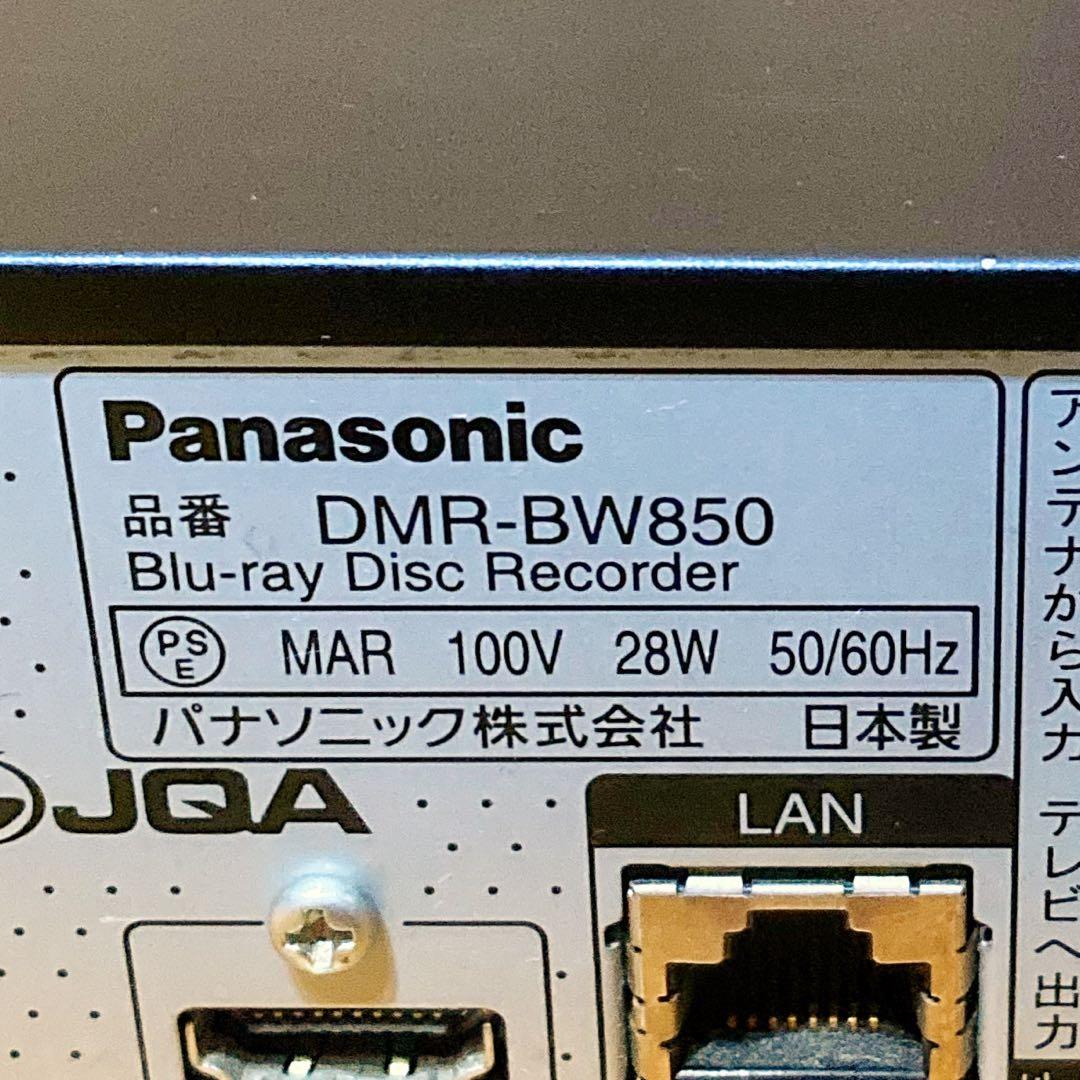 Panasonic
品番 DMR-BW850
Blu-ray Disc Recorder
PSE MAR 100V 28W 50/60Hz
パナソニック株式会社 日本製
JQA
LAN
アンテナから入力
テレビへ出力